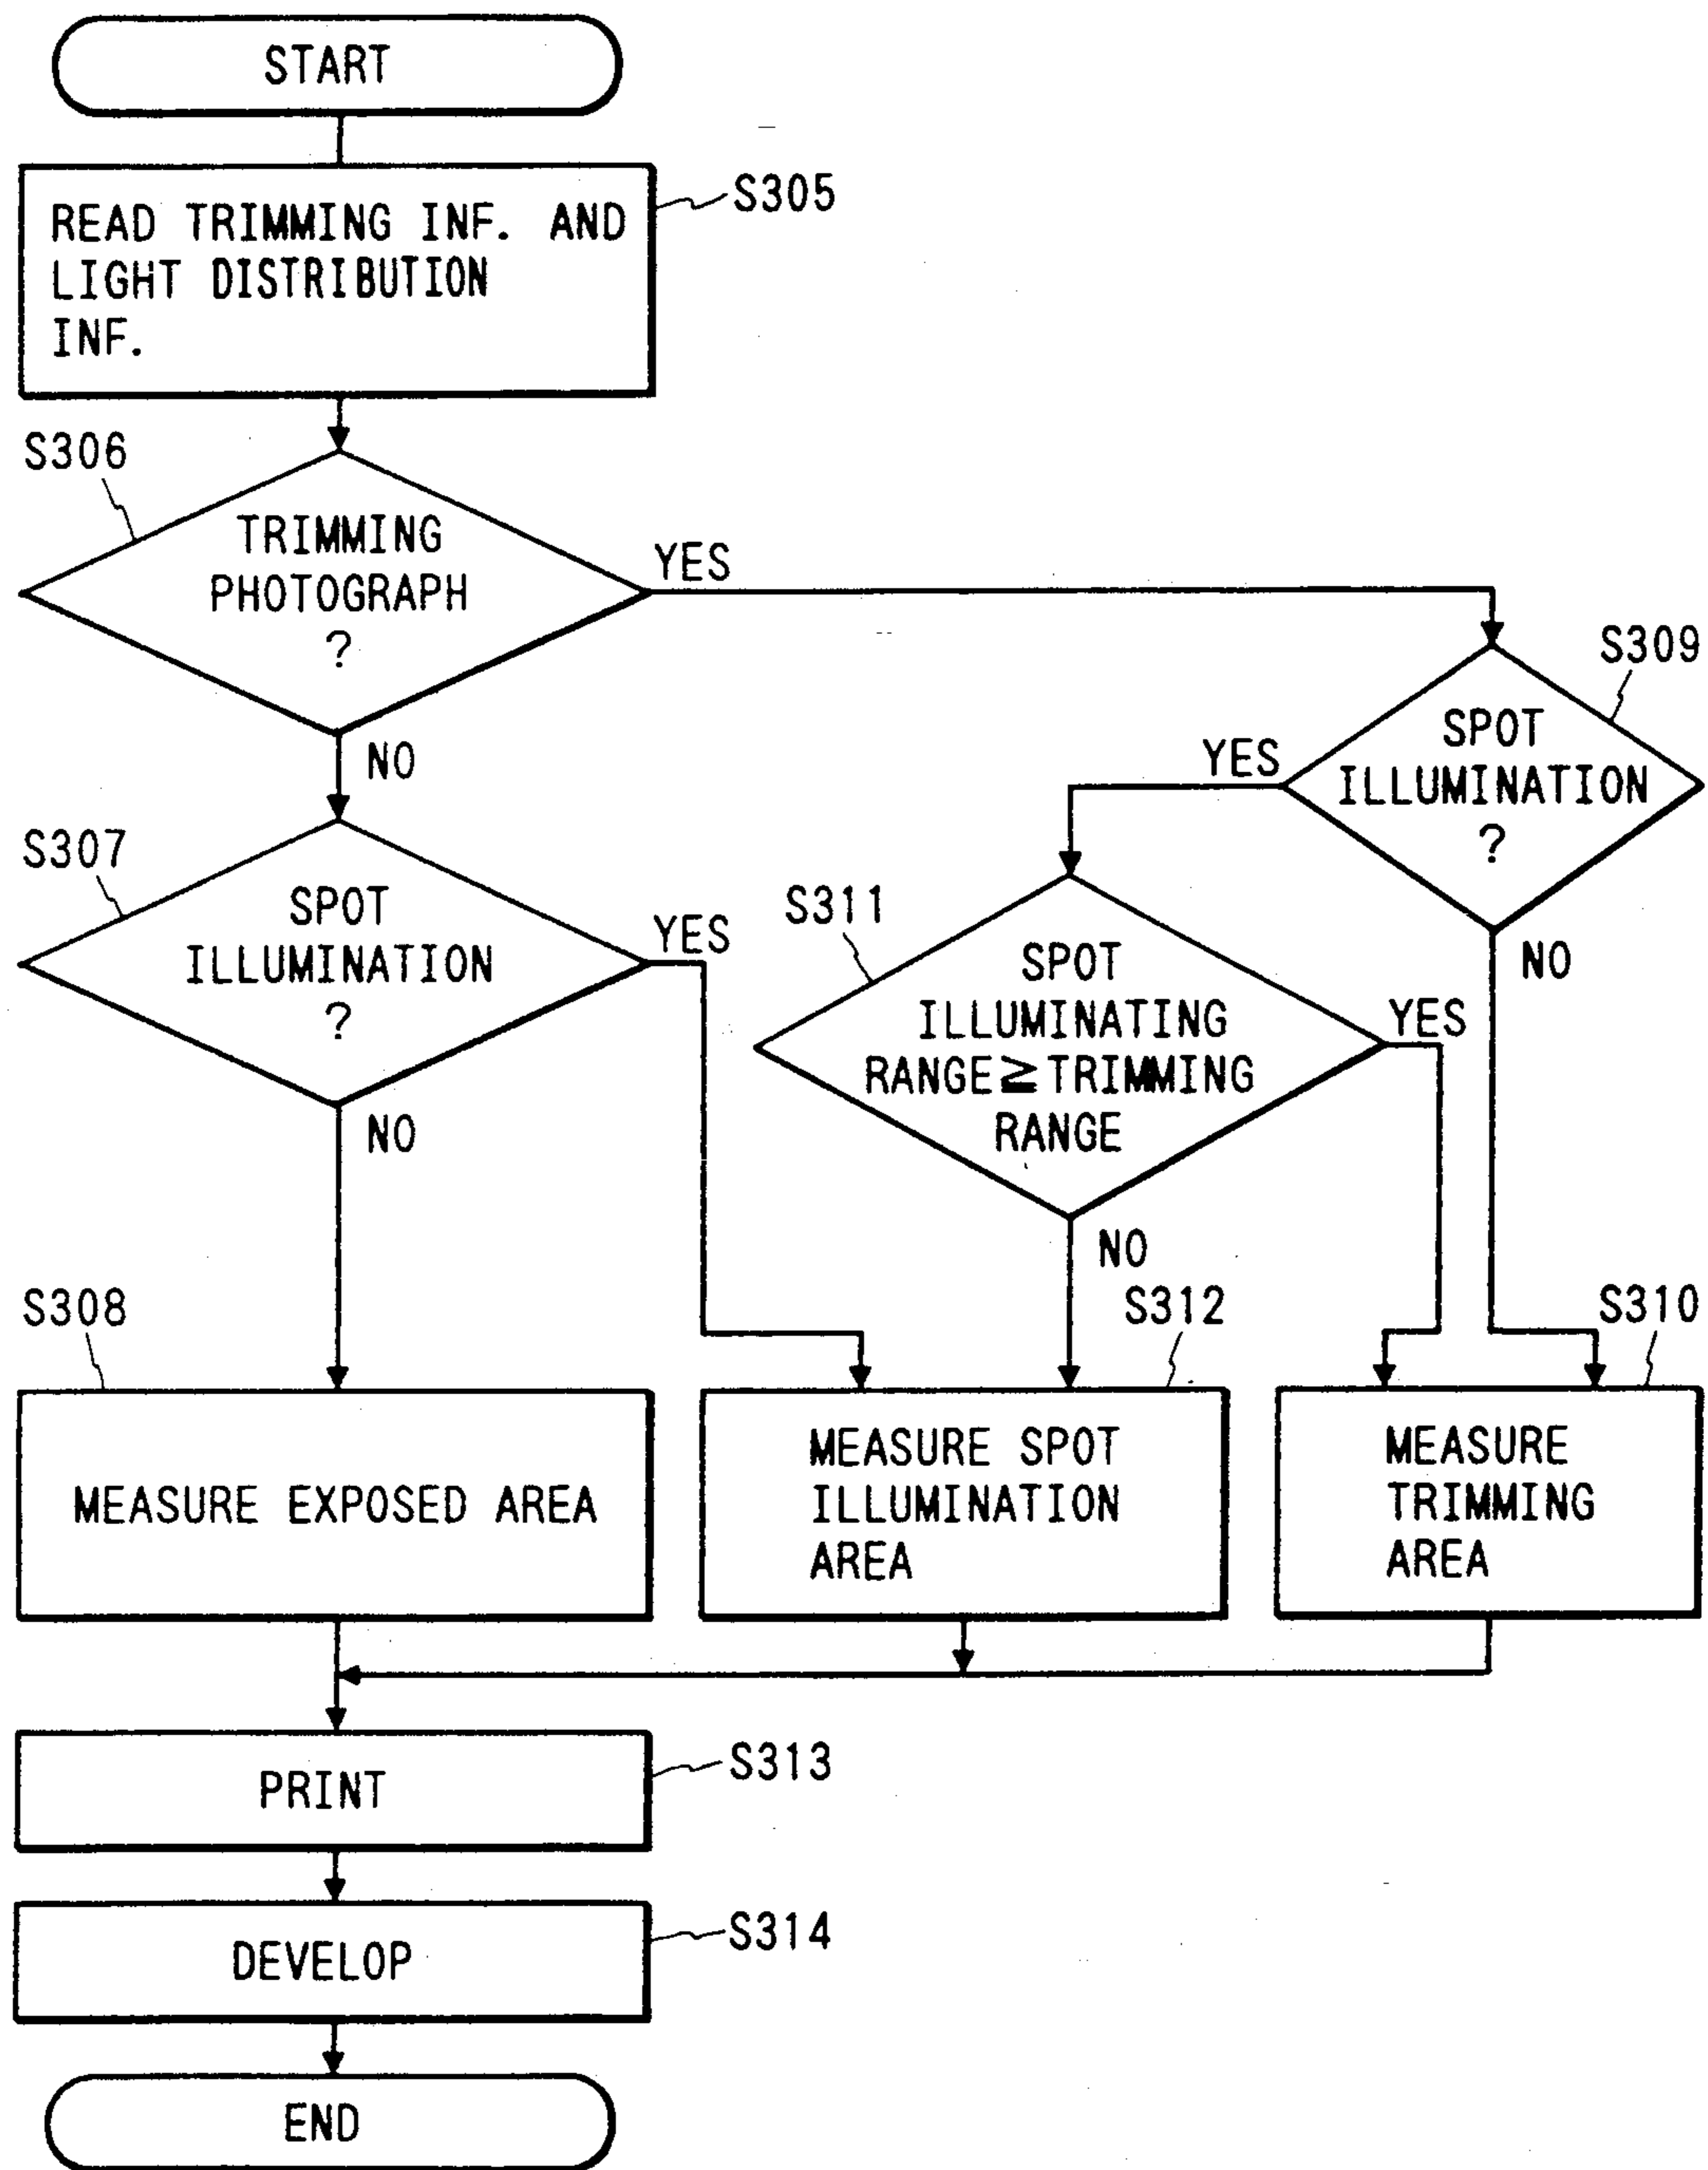 START
S305
READ TRIMMING INF. AND
LIGHT DISTRIBUTION
INF.
S306
TRIMMING
PHOTOGRAPH
?
YES
NO
S309
SPOT
ILLUMINATION
?
YES
NO
S307
SPOT
ILLUMINATION
?
YES
NO
S311
SPOT
ILLUMINATING
RANGE≧TRIMMING
RANGE
YES
NO
S308
MEASURE EXPOSED AREA
S312
MEASURE SPOT
ILLUMINATION
AREA
S310
MEASURE
TRIMMING
AREA
S313
PRINT
S314
DEVELOP
END